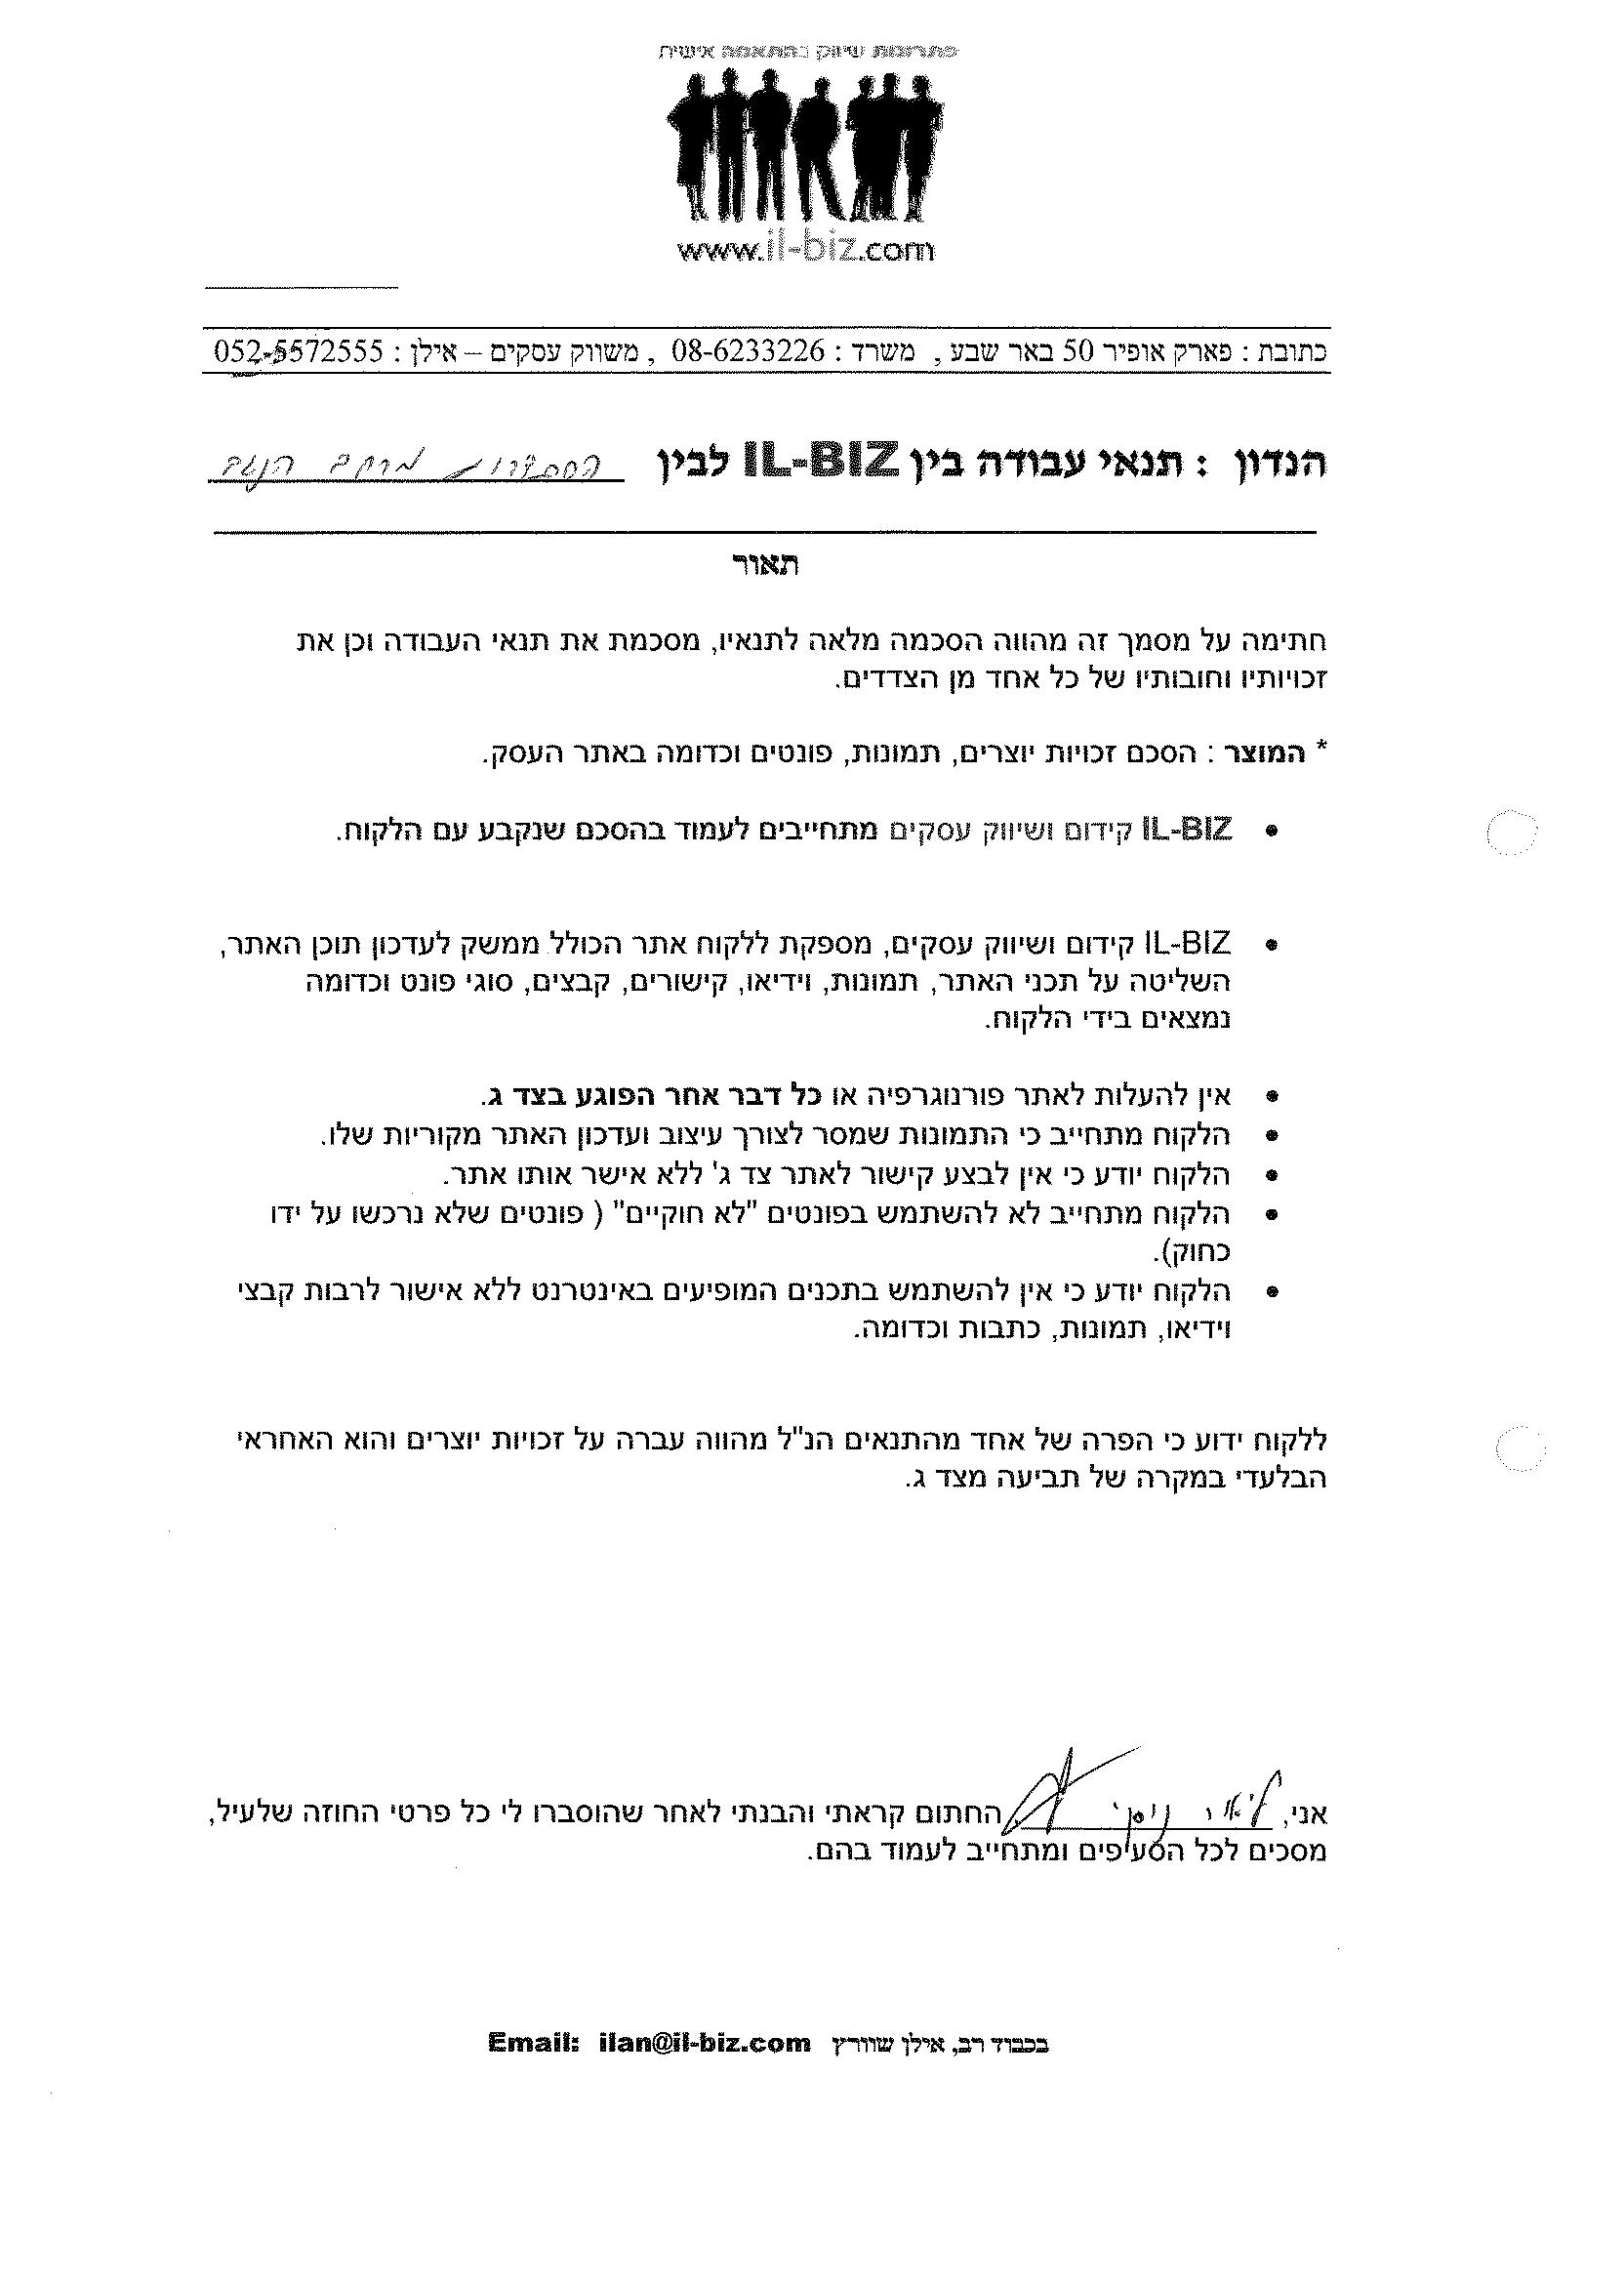 פתרונות שיווק בהתאמה אישית
www.il-biz.com
כתובת : פארק אופיר 50 באר שבע , משרד : 08-6233226 , משווק עסקים – אילן : 052-5572555
הנדון : תנאי עבודה בין IL-BIZ לבין הסתדרות מרחב הנגב
תאור
חתימה על מסמך זה מהווה הסכמה מלאה לתנאיו, מסכמת את תנאי העבודה וכן את
זכויותיו וחובותיו של כל אחד מן הצדדים.
* המוצר : הסכם זכויות יוצרים, תמונות, פונטים וכדומה באתר העסק.
• IL-BIZ קידום ושיווק עסקים מתחייבים לעמוד בהסכם שנקבע עם הלקוח.
• IL-BIZ קידום ושיווק עסקים, מספקת ללקוח אתר הכולל ממשק לעדכון תוכן האתר,
השליטה על תכני האתר, תמונות, וידיאו, קישורים, קבצים, סוגי פונט וכדומה
נמצאים בידי הלקוח.
• אין להעלות לאתר פורנוגרפיה או כל דבר אחר הפוגע בצד ג.
• הלקוח מתחייב כי התמונות שמסר לצורך עיצוב ועדכון האתר מקוריות שלו.
• הלקוח יודע כי אין לבצע קישור לאתר צד ג' ללא אישר אותו אתר.
• הלקוח מתחייב לא להשתמש בפונטים "לא חוקיים" ( פונטים שלא נרכשו על ידו
כחוק).
• הלקוח יודע כי אין להשתמש בתכנים המופיעים באינטרנט ללא אישור לרבות קבצי
וידיאו, תמונות, כתבות וכדומה.
ללקוח ידוע כי הפרה של אחד מהתנאים הנ"ל מהווה עברה על זכויות יוצרים והוא האחראי
הבלעדי במקרה של תביעה מצד ג.
אני, החתום קראתי והבנתי לאחר שהוסברו לי כל פרטי החוזה שלעיל,
מסכים לכל הסעיפים ומתחייב לעמוד בהם.
בכבוד רב, אילן שוורץ Email: ilan@il-biz.com